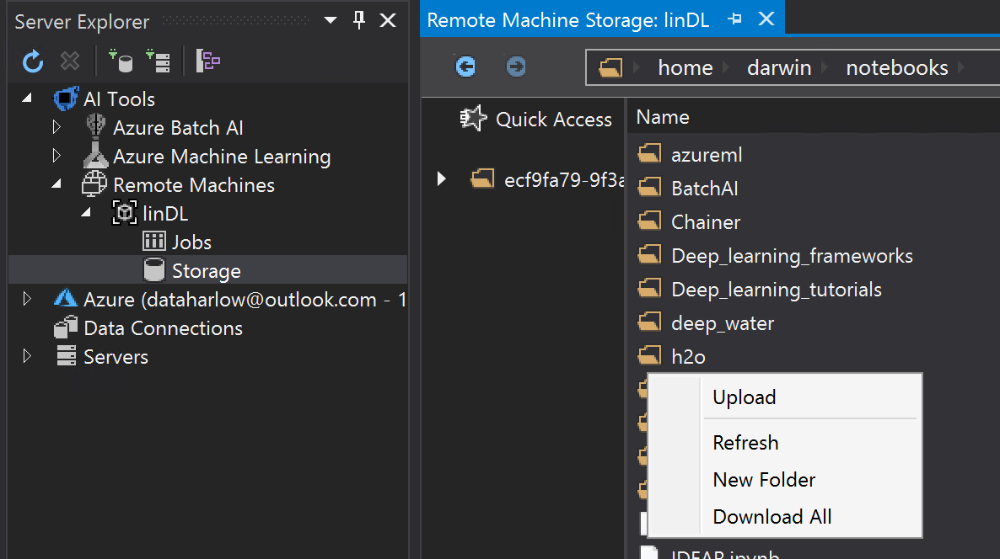 Server Explorer
AI Tools
Azure Batch AI
Azure Machine Learning
Remote Machines
linDL
Jobs
Storage
Azure (dataharlow@outlook.com - 1
Data Connections
Servers
Remote Machine Storage: linDL
home darwin notebooks
Quick Access
ecf9fa79-9f3a
Name
azureml
BatchAI
Chainer
Deep_learning_frameworks
Deep_learning_tutorials
deep_water
h2o
Upload
Refresh
New Folder
Download All
IDEAR.ipynb